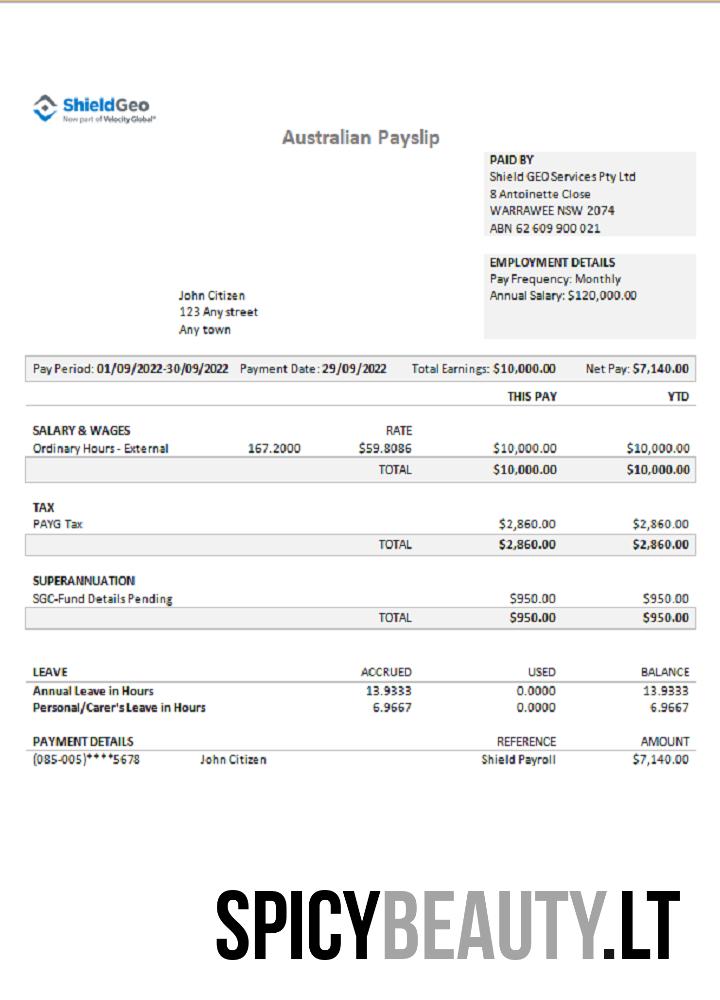 ShieldGeo
Now part of Velocity Global®
Australian Payslip
PAID BY
Shield GEO Services Pty Ltd
8 Antoinette Close
WARRAWEE NSW 2074
ABN 62 609 900 021
EMPLOYMENT DETAILS
Pay Frequency: Monthly
Annual Salary: $120,000.00
John Citizen
123 Any street
Any town
Pay Period: 01/09/2022-30/09/2022 Payment Date: 29/09/2022 Total Earnings: $10,000.00 Net Pay: $7,140.00
THIS PAY YTD
SALARY & WAGES RATE
Ordinary Hours - External 167.2000 $59.8086 $10,000.00 $10,000.00
TOTAL $10,000.00 $10,000.00
TAX
PAYG Tax $2,860.00 $2,860.00
TOTAL $2,860.00 $2,860.00
SUPERANNUATION
SGC-Fund Details Pending $950.00 $950.00
TOTAL $950.00 $950.00
LEAVE ACCRUED USED BALANCE
Annual Leave in Hours 13.9333 0.0000 13.9333
Personal/Carer's Leave in Hours 6.9667 0.0000 6.9667
PAYMENT DETAILS REFERENCE AMOUNT
(085-005)****5678 John Citizen Shield Payroll $7,140.00
SPICYBEAUTY.LT